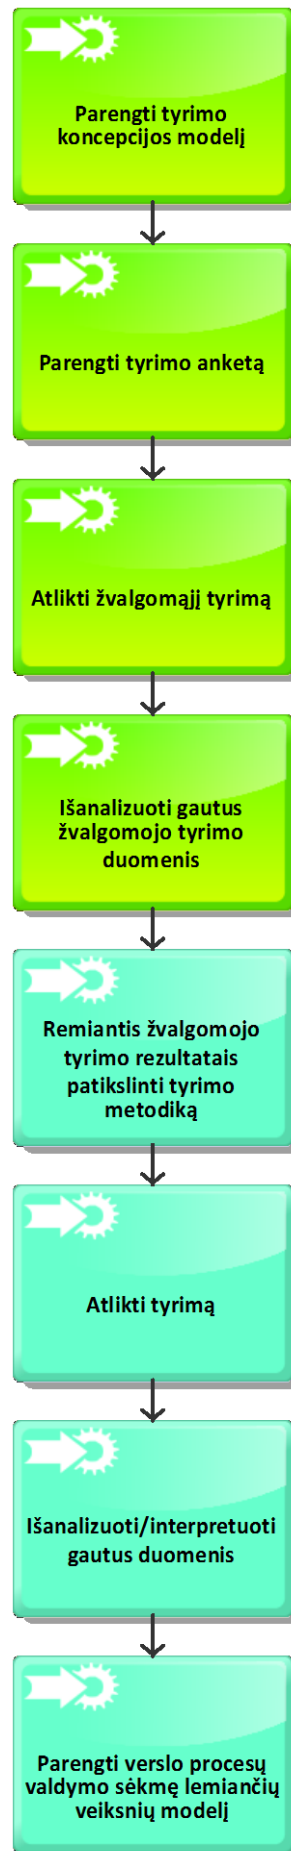 Parengti tyrimo
koncepcijos modelį
Parengti tyrimo anketą
Atlikti žvalgomąjį tyrimą
Išanalizuoti gautus
žvalgomojo tyrimo
duomenis
Remiantis žvalgomojo
tyrimo rezultatais
patikslinti tyrimo
metodiką
Atlikti tyrimą
Išanalizuoti/interpretuoti
gautus duomenis
Parengti verslo procesų
valdymo sėkmę lemiančių
veiksnių modelį